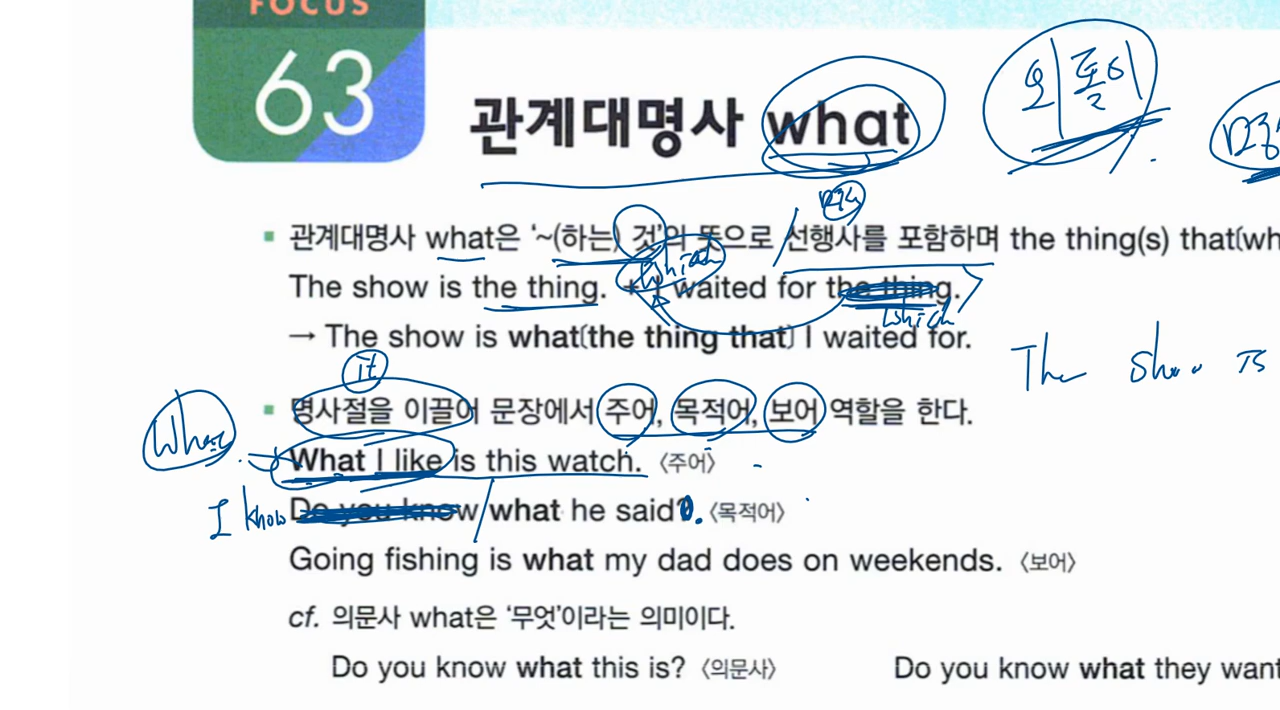 FOCUS
63
관계대명사 what
외톨이
관계대명사 what은 '~(하는) 것'의 뜻으로 선행사를 포함하며 the thing(s) that(wh
which
The show is the thing. + I waited for the thing.
which
→ The show is what(the thing that) I waited for.
The show is
It
명사절을 이끌어 문장에서 주어, 목적어, 보어 역할을 한다.
What
What I like is this watch. 〈주어〉
I know Do you know what he said?. 〈목적어〉
Going fishing is what my dad does on weekends. 〈보어〉
cf. 의문사 what은 '무엇'이라는 의미이다.
Do you know what this is? 〈의문사〉 Do you know what they want